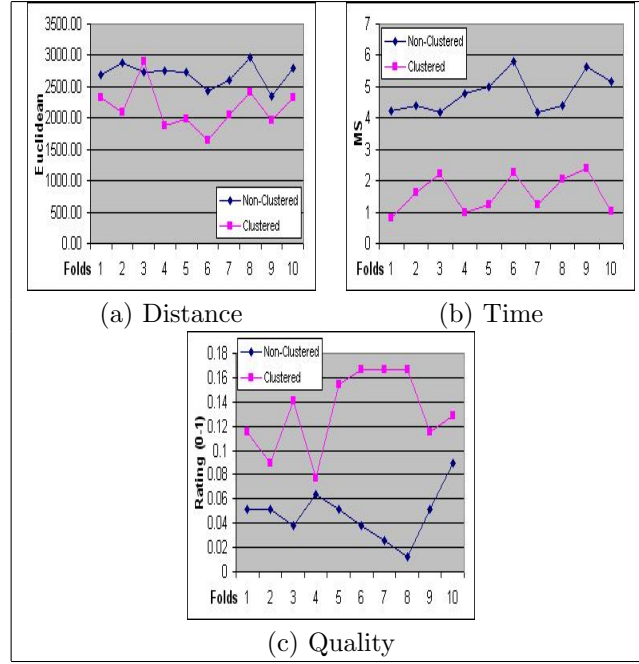 3500.00
3000.00
2500.00
2000.00
1500.00
1000.00
500.00
0.00
Euclidean
Non-Clustered
Clustered
Folds 1 2 3 4 5 6 7 8 9 10
(a) Distance
7
6
5
4
3
2
1
0
MS
Non-Clustered
Clustered
Folds 1 2 3 4 5 6 7 8 9 10
(b) Time
0.18
0.16
0.14
0.12
0.1
0.08
0.06
0.04
0.02
0
Rating (0-1)
Non-Clustered
Clustered
Folds 1 2 3 4 5 6 7 8 9 10
(c) Quality